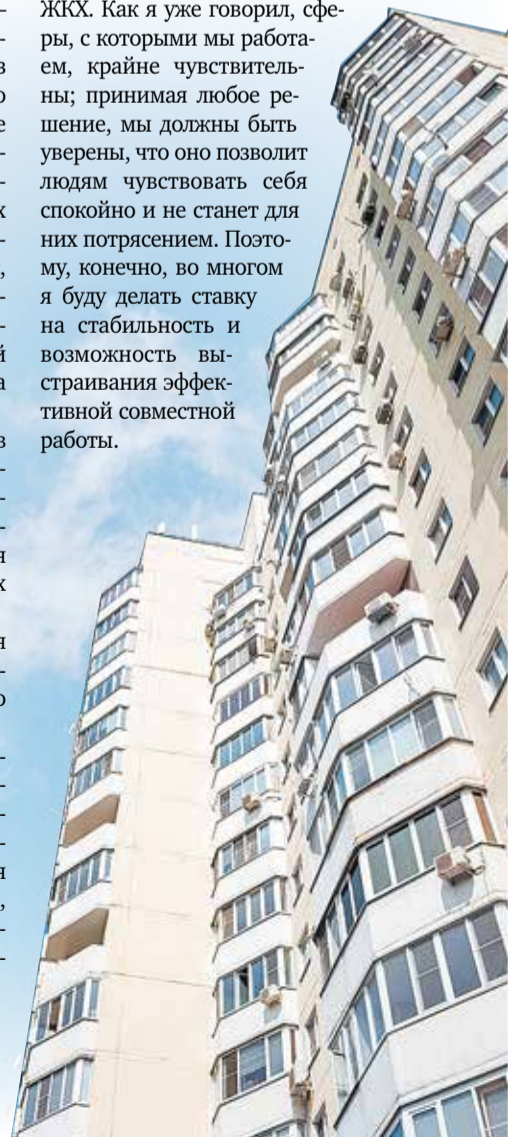 ЖКХ. Как я уже говорил, сфе-
ры, с которыми мы работа-
ем, крайне чувствитель-
ны; принимая любое ре-
шение, мы должны быть
уверены, что оно позволит
людям чувствовать себя
спокойно и не станет для
них потрясением. Поэто-
му, конечно, во многом
я буду делать ставку
на стабильность и
возможность вы-
страивания эффек-
тивной совместной
работы.